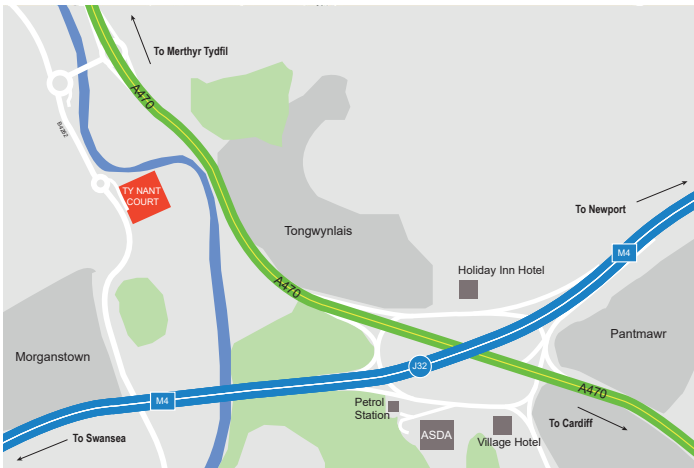 To Merthyr Tydfil
A470
B4262
TY NANT
COURT
To Newport
Tongwynlais
M4
Holiday Inn Hotel
A470
Pantmawr
Morganstown
J32
A470
M4
Petrol
Station
To Cardiff
ASDA
Village Hotel
To Swansea